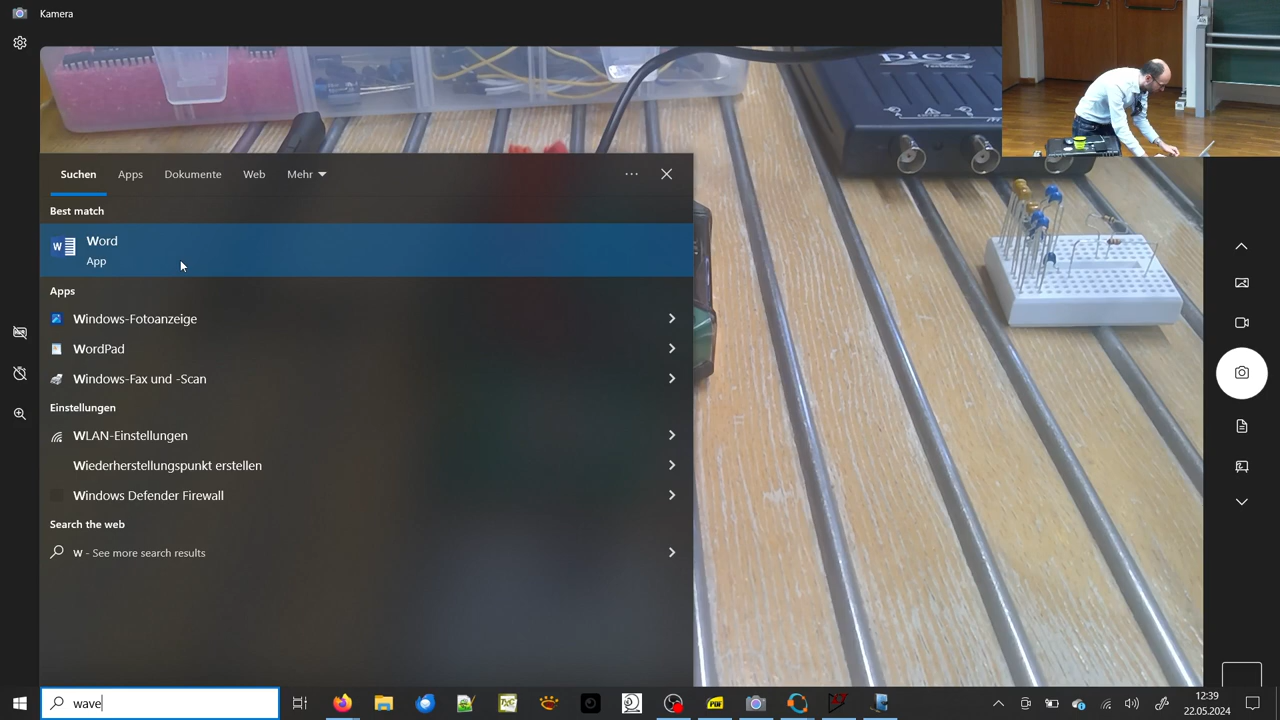 Kamera
pico
Technology
Suchen Apps Dokumente Web Mehr
Best match
Word
App
Apps
Windows-Fotoanzeige
WordPad
Windows-Fax und -Scan
Einstellungen
WLAN-Einstellungen
Wiederherstellungspunkt erstellen
Windows Defender Firewall
Search the web
w - See more search results
wave
12:39
22.05.2024